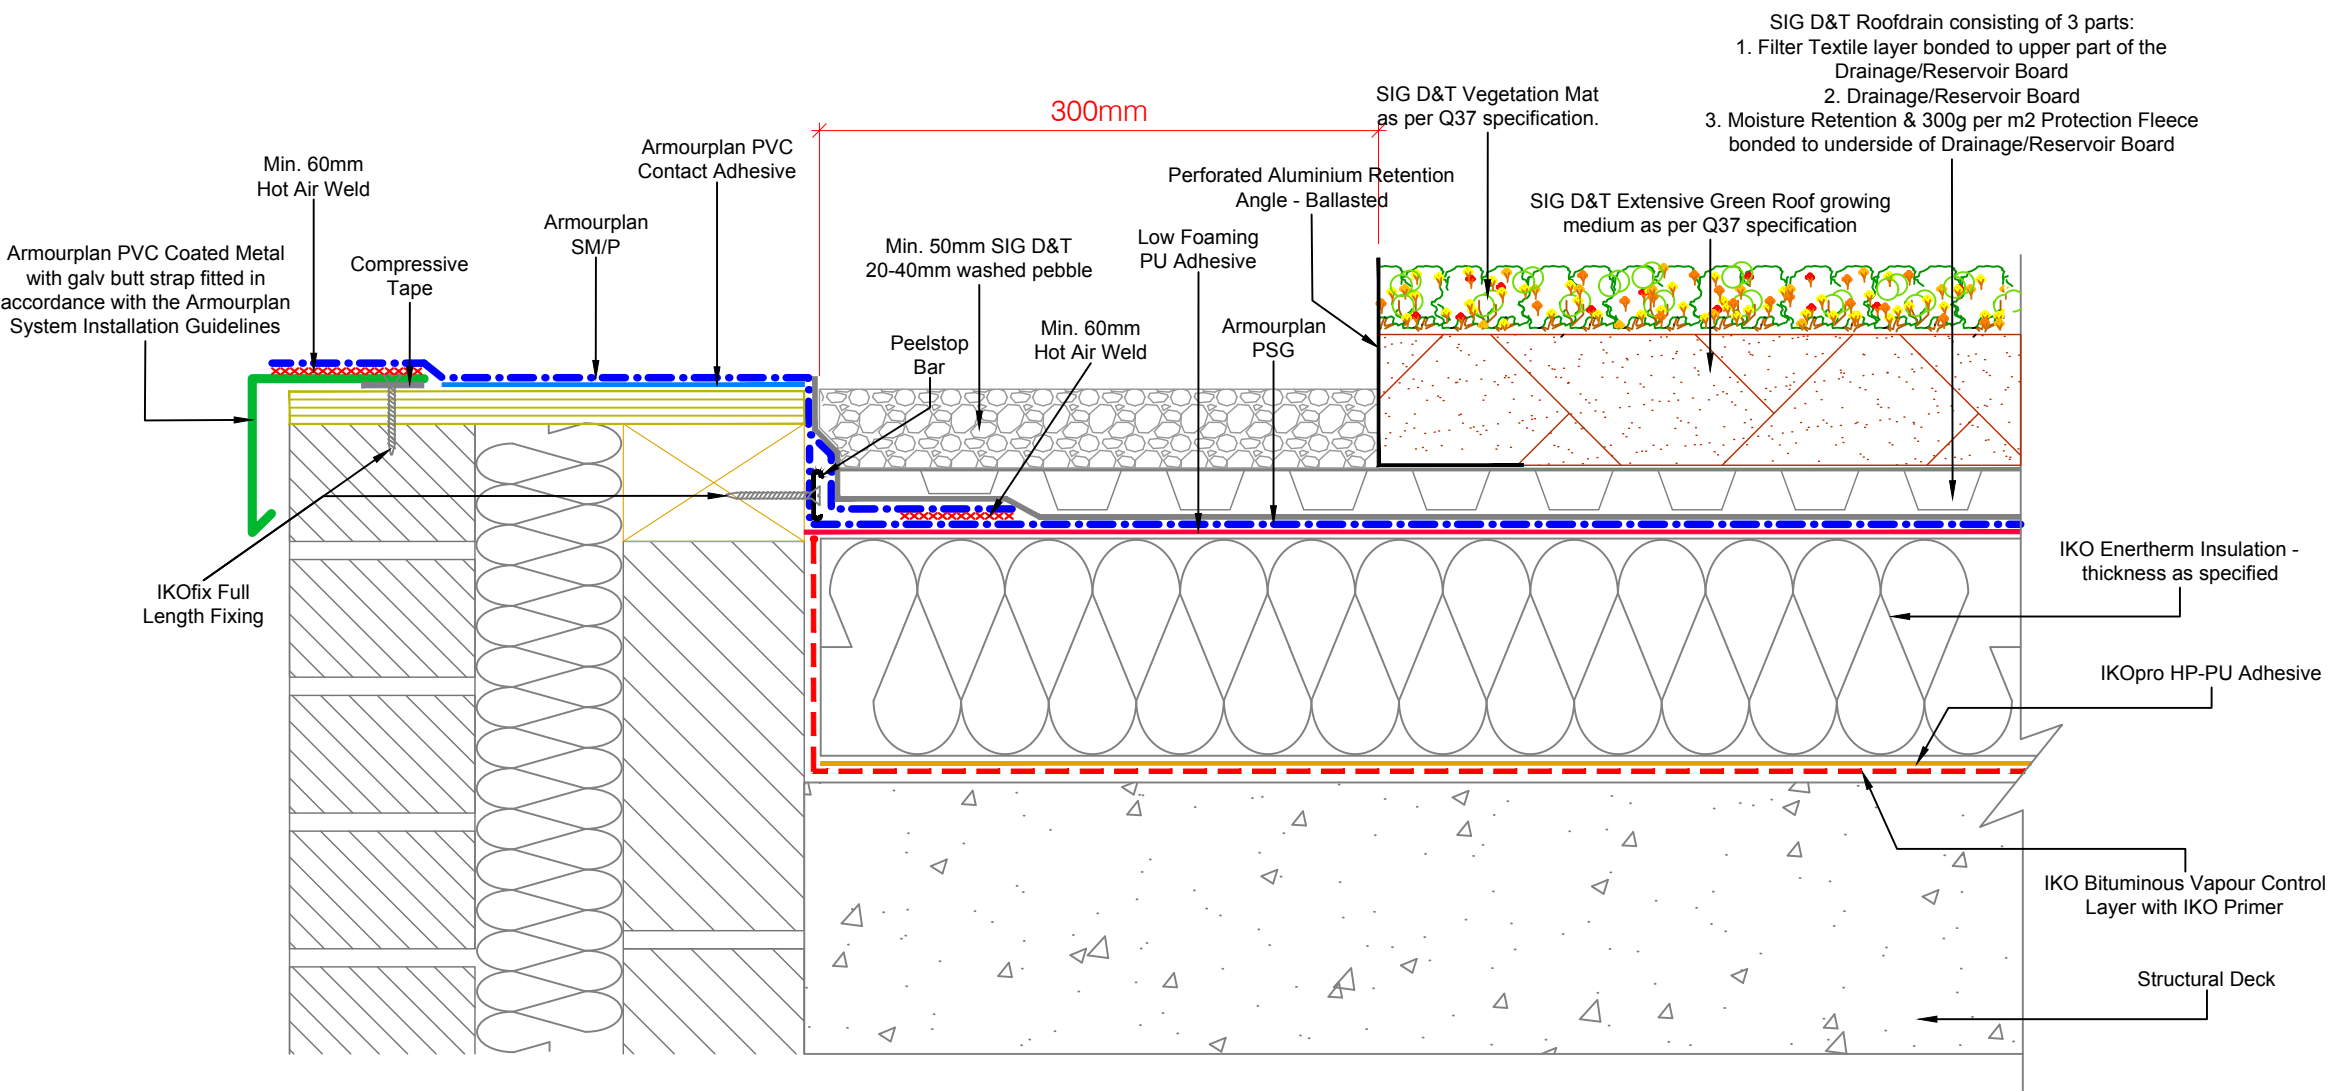 SIG D&T Roofdrain consisting of 3 parts:
1. Filter Textile layer bonded to upper part of the
Drainage/Reservoir Board
2. Drainage/Reservoir Board
3. Moisture Retention & 300g per m2 Protection Fleece
bonded to underside of Drainage/Reservoir Board
SIG D&T Vegetation Mat
as per Q37 specification.
300mm
Armourplan PVC
Contact Adhesive
Min. 60mm
Hot Air Weld
Perforated Aluminium Retention
Angle - Ballasted
SIG D&T Extensive Green Roof growing
medium as per Q37 specification
Armourplan
SM/P
Min. 50mm SIG D&T
20-40mm washed pebble
Low Foaming
PU Adhesive
Armourplan PVC Coated Metal
with galv butt strap fitted in
accordance with the Armourplan
System Installation Guidelines
Compressive
Tape
Peelstop
Bar
Min. 60mm
Hot Air Weld
Armourplan
PSG
IKOfix Full
Length Fixing
IKO Enertherm Insulation -
thickness as specified
IKOpro HP-PU Adhesive
IKO Bituminous Vapour Control
Layer with IKO Primer
Structural Deck